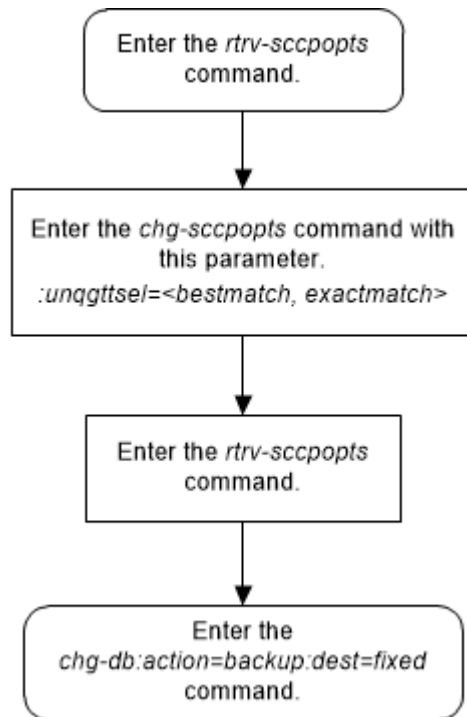 Enter the rtrv-sccpopts
command.
Enter the chg-sccpopts command with
this parameter.
:unqgttsel=<bestmatch, exactmatch>
Enter the rtrv-sccpopts
command.
Enter the
chg-db:action=backup:dest=fixed
command.